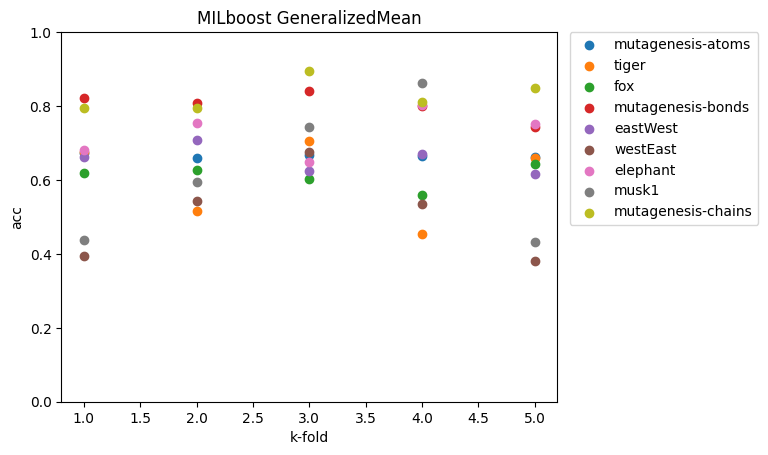 MILboost GeneralizedMean
1.0
0.8
0.6
0.4
0.2
0.0
acc
1.0 1.5 2.0 2.5 3.0 3.5 4.0 4.5 5.0
k-fold
mutagenesis-atoms
tiger
fox
mutagenesis-bonds
eastWest
westEast
elephant
musk1
mutagenesis-chains